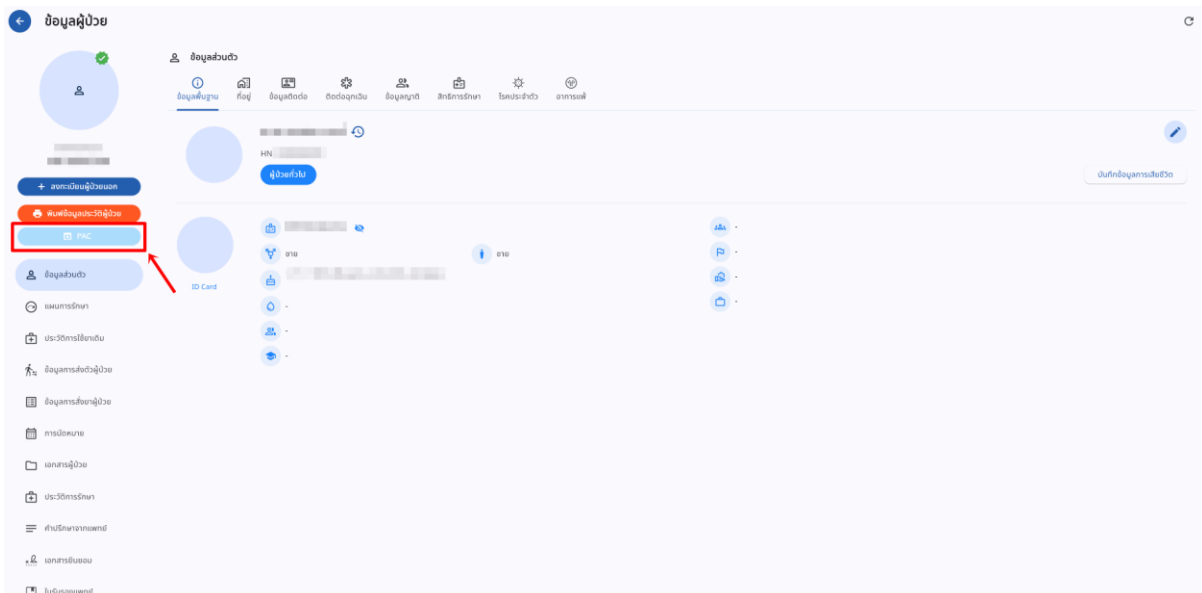 ข้อมูลผู้ป่วย
ข้อมูลส่วนตัว
ข้อมูลพื้นฐาน
ที่อยู่
ข้อมูลติดต่อ
ติดต่อฉุกเฉิน
ข้อมูลญาติ
สิทธิการรักษา
โรคประจำตัว
อาการแพ้
HN
ผู้ป่วยทั่วไป
บันทึกข้อมูลการเสียชีวิต
+ ลงทะเบียนผู้ป่วยนอก
พิมพ์ข้อมูลประวัติผู้ป่วย
PAC
ชาย
ชาย
ID Card
-
-
-
-
-
-
-
ข้อมูลส่วนตัว
แผนการรักษา
ประวัติการใช้ยาเดิม
ข้อมูลการส่งตัวผู้ป่วย
ข้อมูลการสั่งยาผู้ป่วย
การนัดหมาย
เอกสารผู้ป่วย
ประวัติการรักษา
คำปรึกษาจากแพทย์
เอกสารยินยอม
ใบรับรองแพทย์